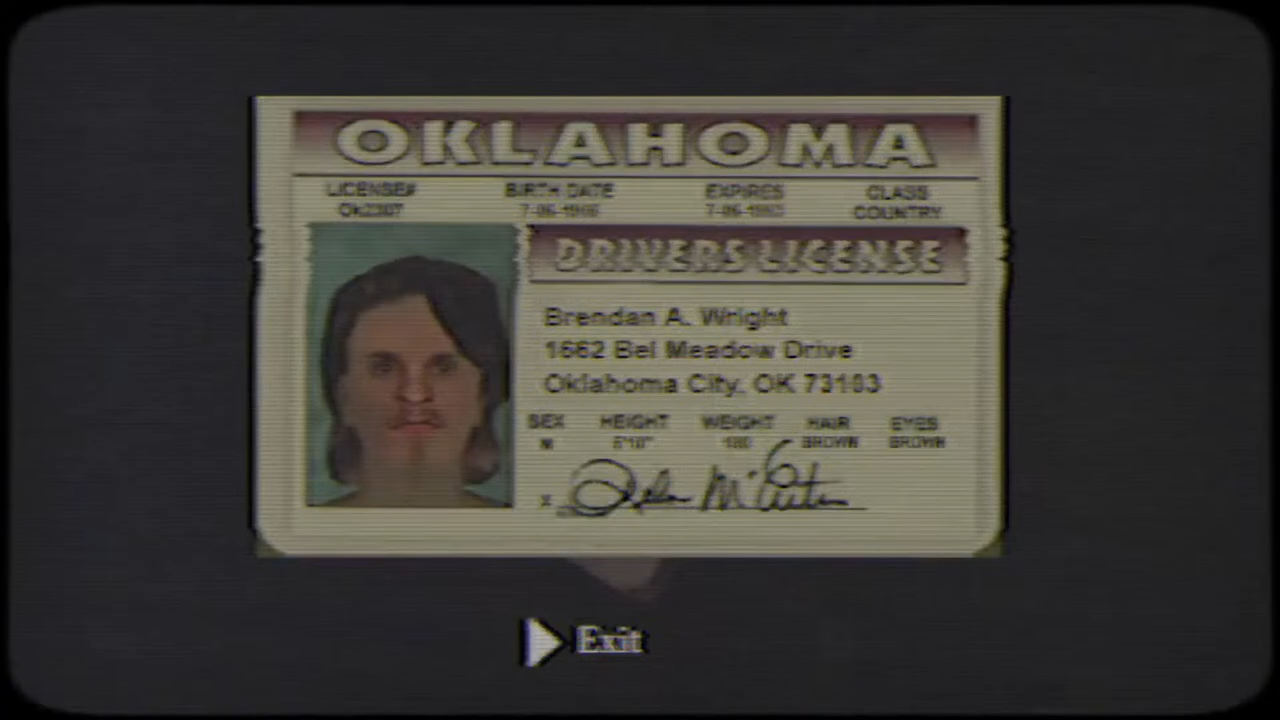 OKLAHOMA
LICENSE# BIRTH DATE EXPIRES CLASS
COUNTRY
DRIVERS LICENSE
Brendan A. Wright
1662 Bel Meadow Drive
Oklahoma City, OK 73183
SEX HEIGHT WEIGHT HAIR EYES
M BROWN BROWN
x
Exit